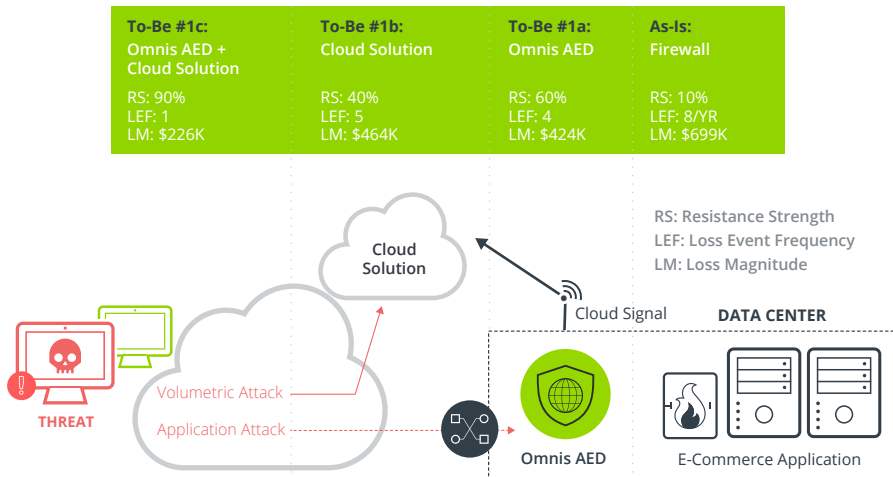 To-Be #1c:
Omnis AED +
Cloud Solution
RS: 90%
LEF: 1
LM: $226K
To-Be #1b:
Cloud Solution
RS: 40%
LEF: 5
LM: $464K
To-Be #1a:
Omnis AED
RS: 60%
LEF: 4
LM: $424K
As-Is:
Firewall
RS: 10%
LEF: 8/YR
LM: $699K
RS: Resistance Strength
LEF: Loss Event Frequency
LM: Loss Magnitude
Cloud
Solution
Cloud Signal
DATA CENTER
Volumetric Attack
Application Attack
THREAT
Omnis AED
E-Commerce Application